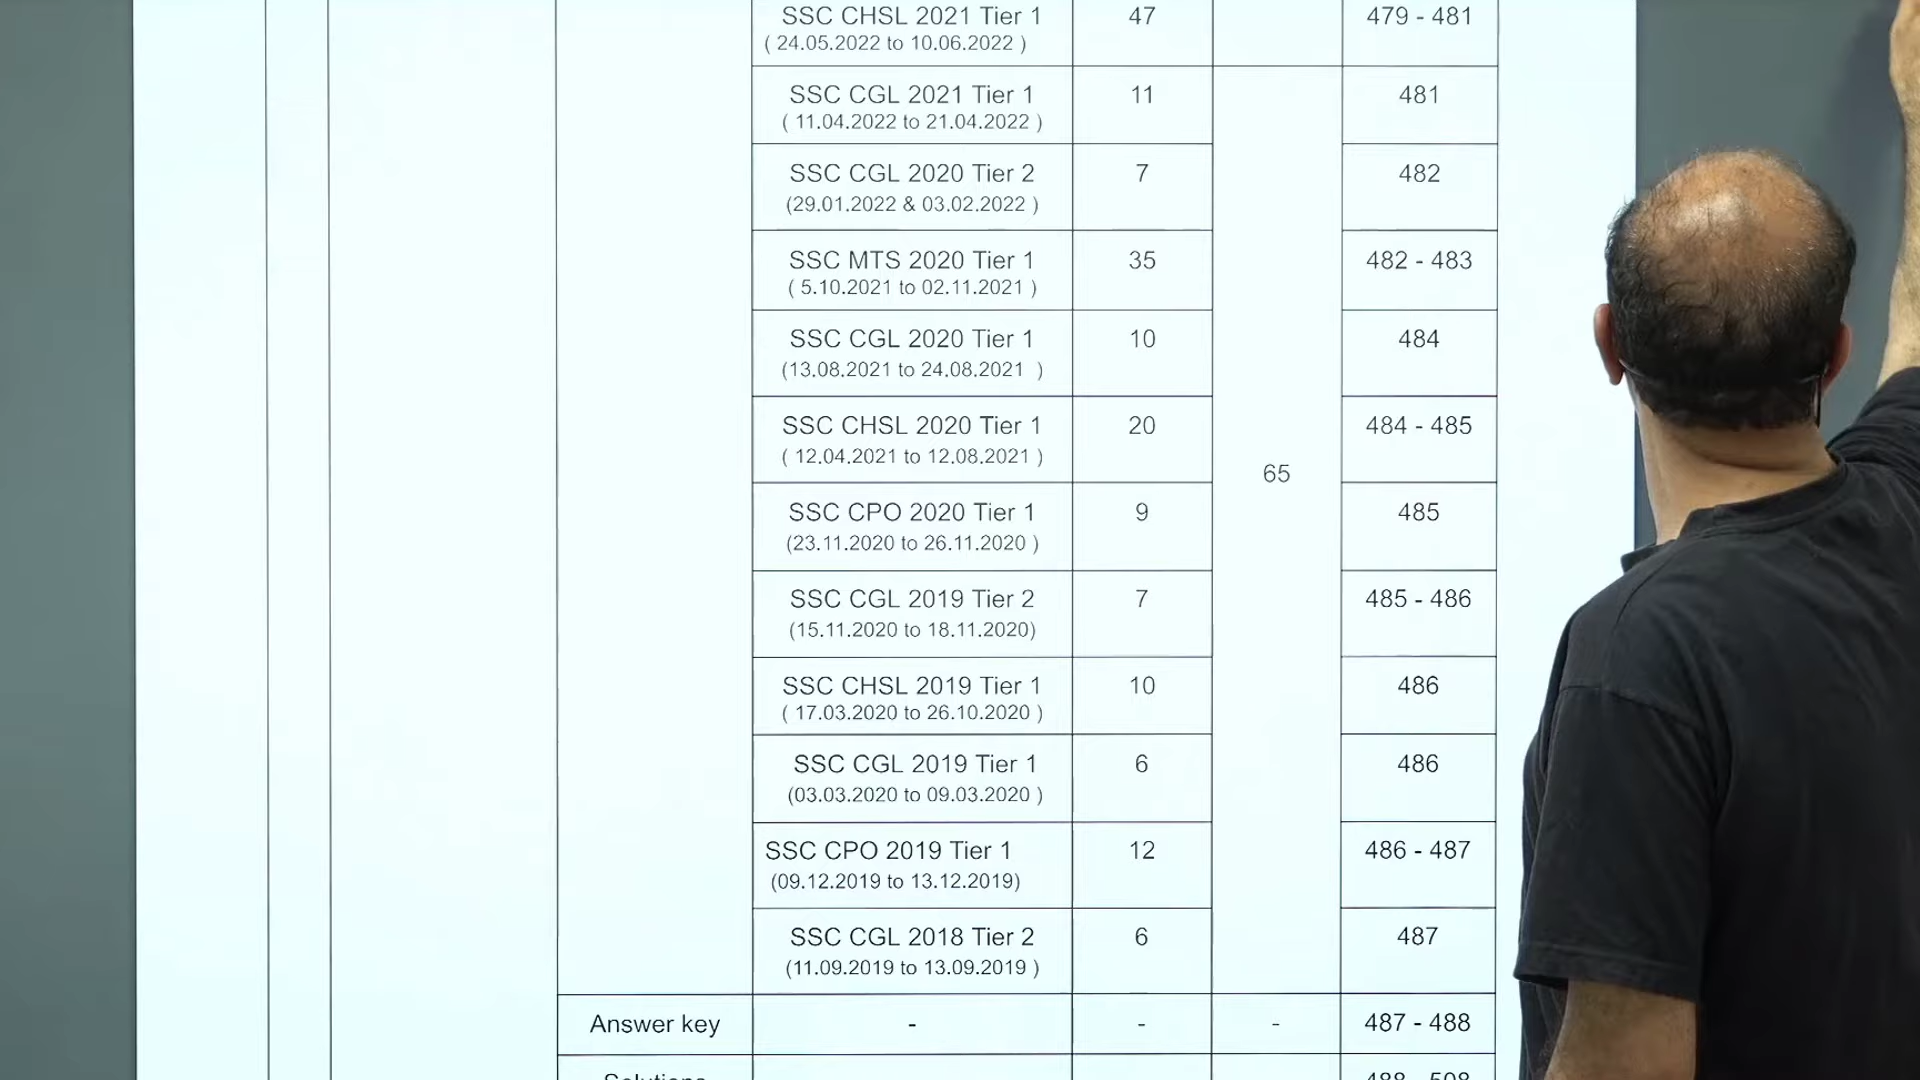 SSC CHSL 2021 Tier 1 47 479 - 481
( 24.05.2022 to 10.06.2022 )
SSC CGL 2021 Tier 1 11 481
( 11.04.2022 to 21.04.2022 )
SSC CGL 2020 Tier 2 7 482
(29.01.2022 & 03.02.2022 )
SSC MTS 2020 Tier 1 35 482 - 483
( 5.10.2021 to 02.11.2021 )
SSC CGL 2020 Tier 1 10 484
(13.08.2021 to 24.08.2021 )
SSC CHSL 2020 Tier 1 20 484 - 485
( 12.04.2021 to 12.08.2021 )
65
SSC CPO 2020 Tier 1 9 485
(23.11.2020 to 26.11.2020 )
SSC CGL 2019 Tier 2 7 485 - 486
(15.11.2020 to 18.11.2020)
SSC CHSL 2019 Tier 1 10 486
( 17.03.2020 to 26.10.2020 )
SSC CGL 2019 Tier 1 6 486
(03.03.2020 to 09.03.2020 )
SSC CPO 2019 Tier 1 12 486 - 487
(09.12.2019 to 13.12.2019)
SSC CGL 2018 Tier 2 6 487
(11.09.2019 to 13.09.2019 )
Answer key - - - 487 - 488
Solutions 488 - 508